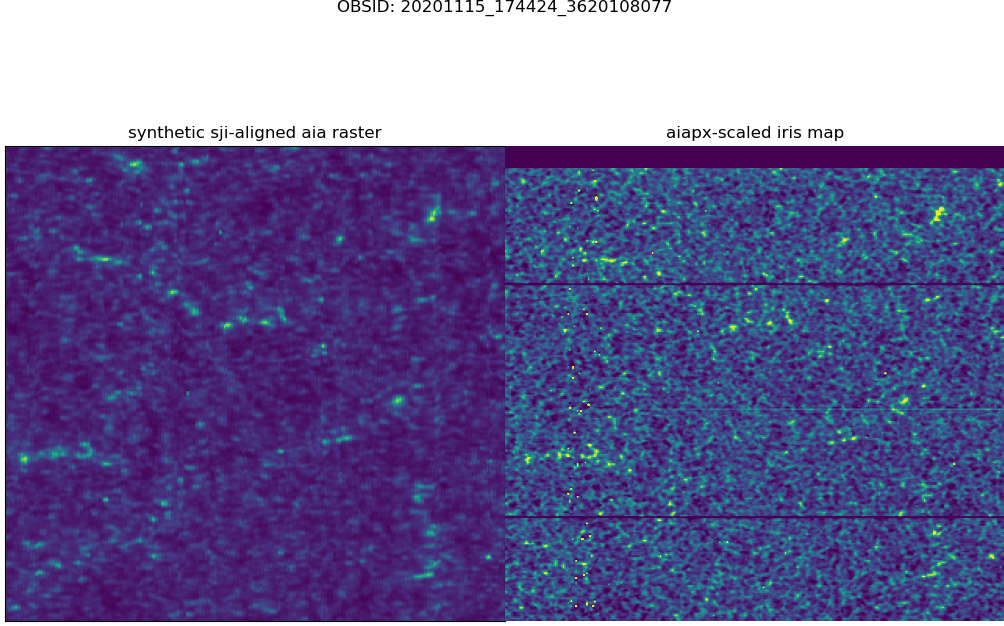 OBSID: 20201115_174424_3620108077
synthetic sji-aligned aia raster
aiapx-scaled iris map